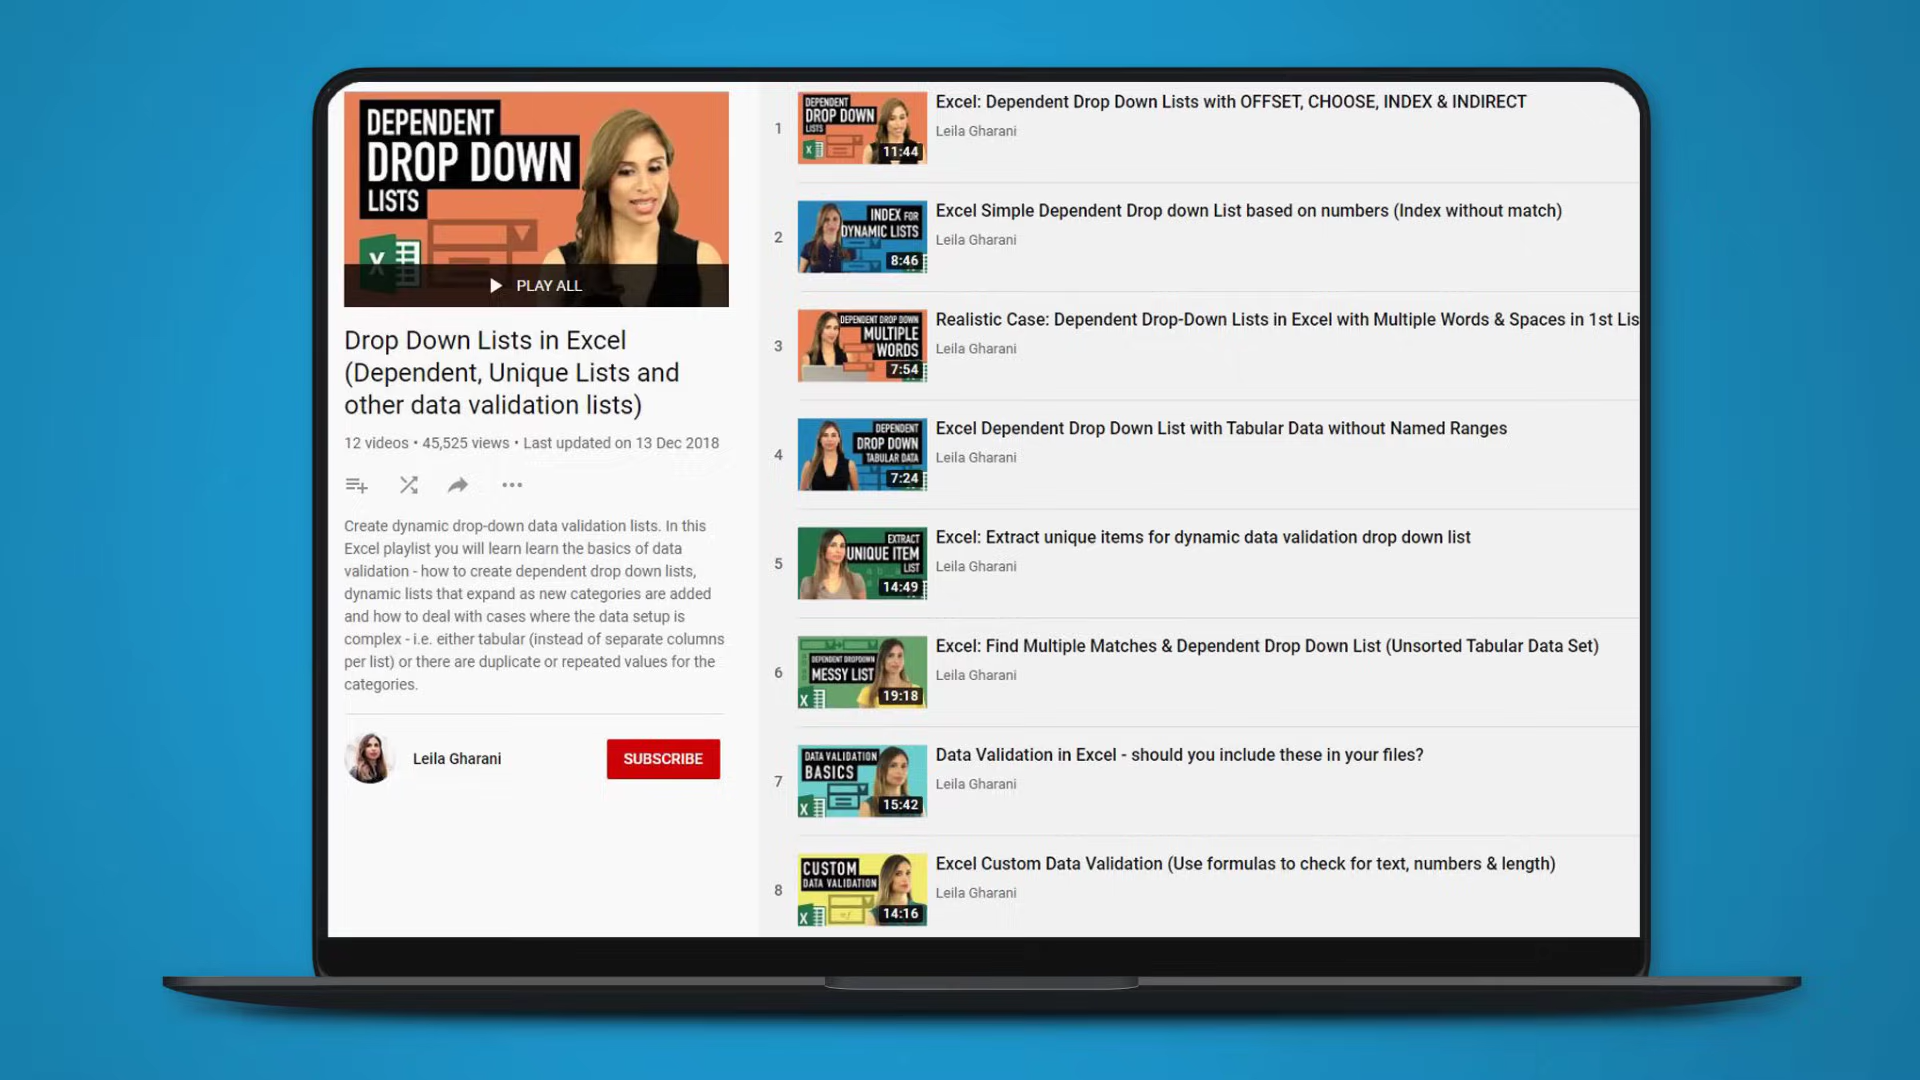 DEPENDENT
DROP DOWN
LISTS
X
PLAY ALL
Drop Down Lists in Excel
(Dependent, Unique Lists and
other data validation lists)
12 videos • 45,525 views • Last updated on 13 Dec 2018
Create dynamic drop-down data validation lists. In this
Excel playlist you will learn learn the basics of data
validation - how to create dependent drop down lists,
dynamic lists that expand as new categories are added
and how to deal with cases where the data setup is
complex - i.e. either tabular (instead of separate columns
per list) or there are duplicate or repeated values for the
categories.
Leila Gharani
SUBSCRIBE
1
DEPENDENT
DROP DOWN
LISTS
X
11:44
Excel: Dependent Drop Down Lists with OFFSET, CHOOSE, INDEX & INDIRECT
Leila Gharani
2
INDEX FOR
DYNAMIC LISTS
8:46
Excel Simple Dependent Drop down List based on numbers (Index without match)
Leila Gharani
3
DEPENDENT DROP DOWN
MULTIPLE
WORDS
7:54
Realistic Case: Dependent Drop-Down Lists in Excel with Multiple Words & Spaces in 1st Lis
Leila Gharani
4
DEPENDENT
DROP DOWN
TABULAR DATA
7:24
Excel Dependent Drop Down List with Tabular Data without Named Ranges
Leila Gharani
5
EXTRACT
UNIQUE ITEM
LIST
14:49
Excel: Extract unique items for dynamic data validation drop down list
Leila Gharani
6
DEPENDENT DROPDOWN
MESSY LIST
X
19:18
Excel: Find Multiple Matches & Dependent Drop Down List (Unsorted Tabular Data Set)
Leila Gharani
7
DATA VALIDATION
BASICS
X
15:42
Data Validation in Excel - should you include these in your files?
Leila Gharani
8
CUSTOM
DATA VALIDATION
X
14:16
Excel Custom Data Validation (Use formulas to check for text, numbers & length)
Leila Gharani